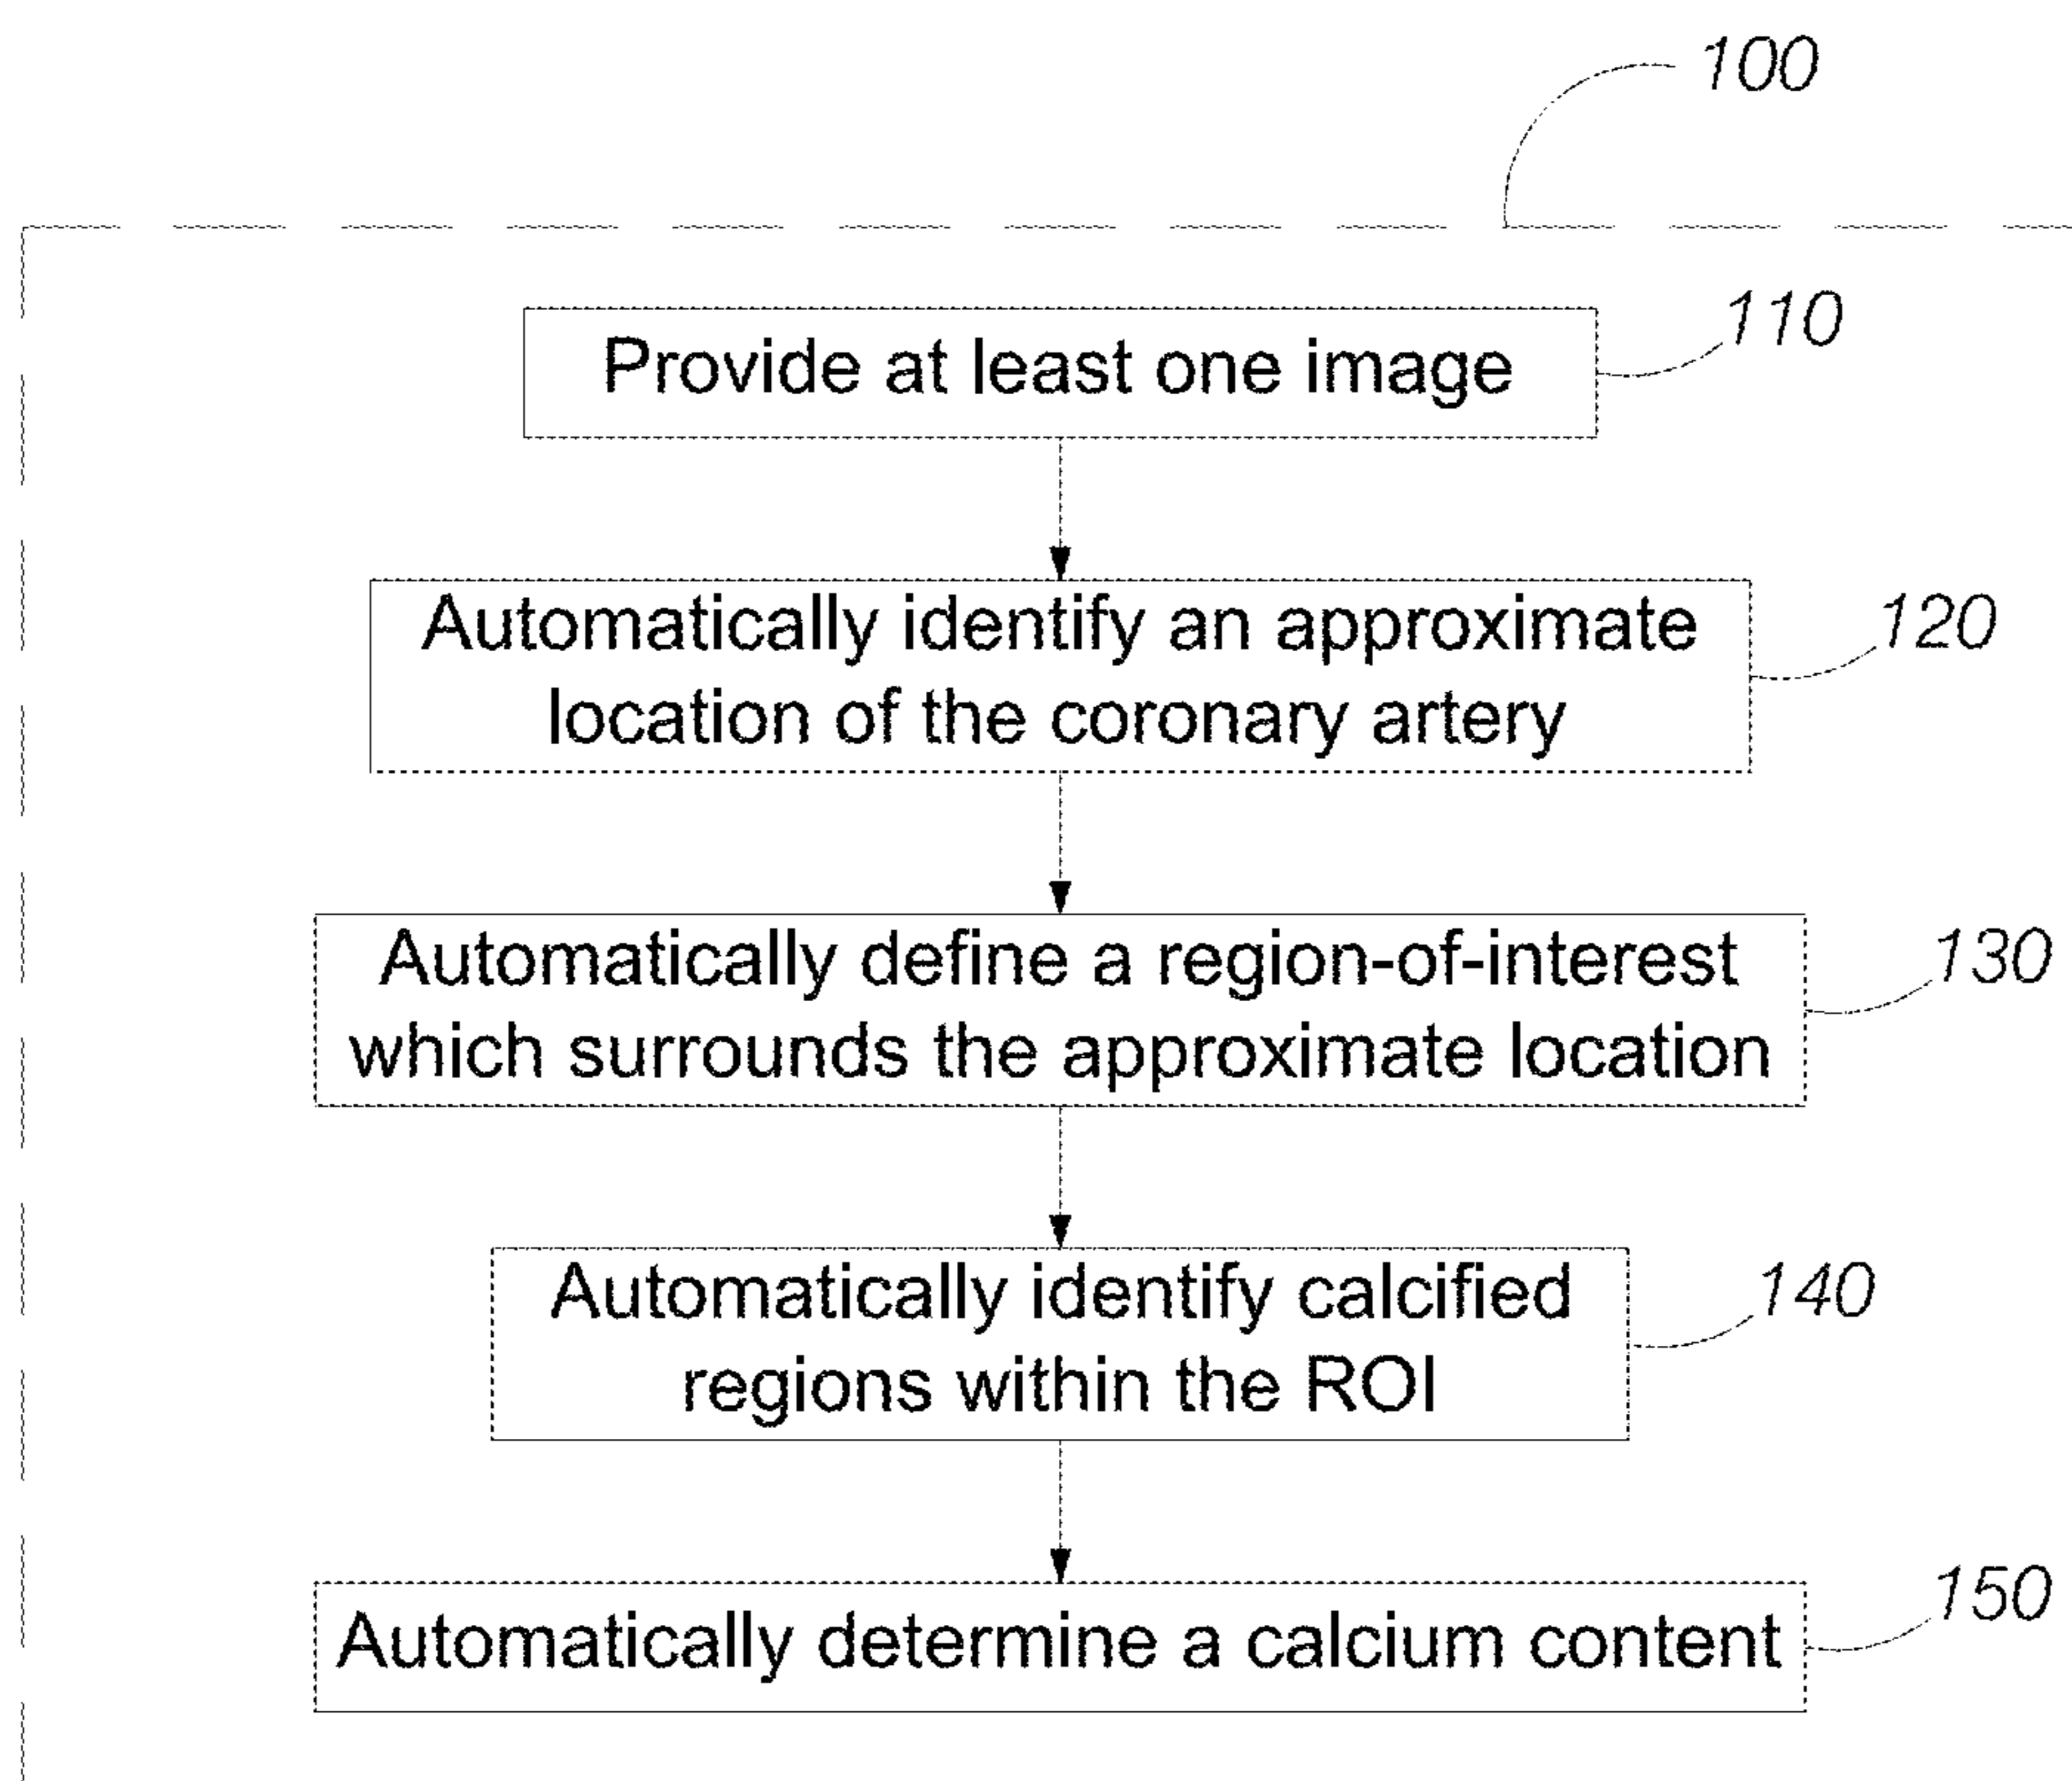 100
Provide at least one image
110
Automatically identify an approximate
location of the coronary artery
120
Automatically define a region-of-interest
which surrounds the approximate location
130
Automatically identify calcified
regions within the ROI
140
Automatically determine a calcium content
150